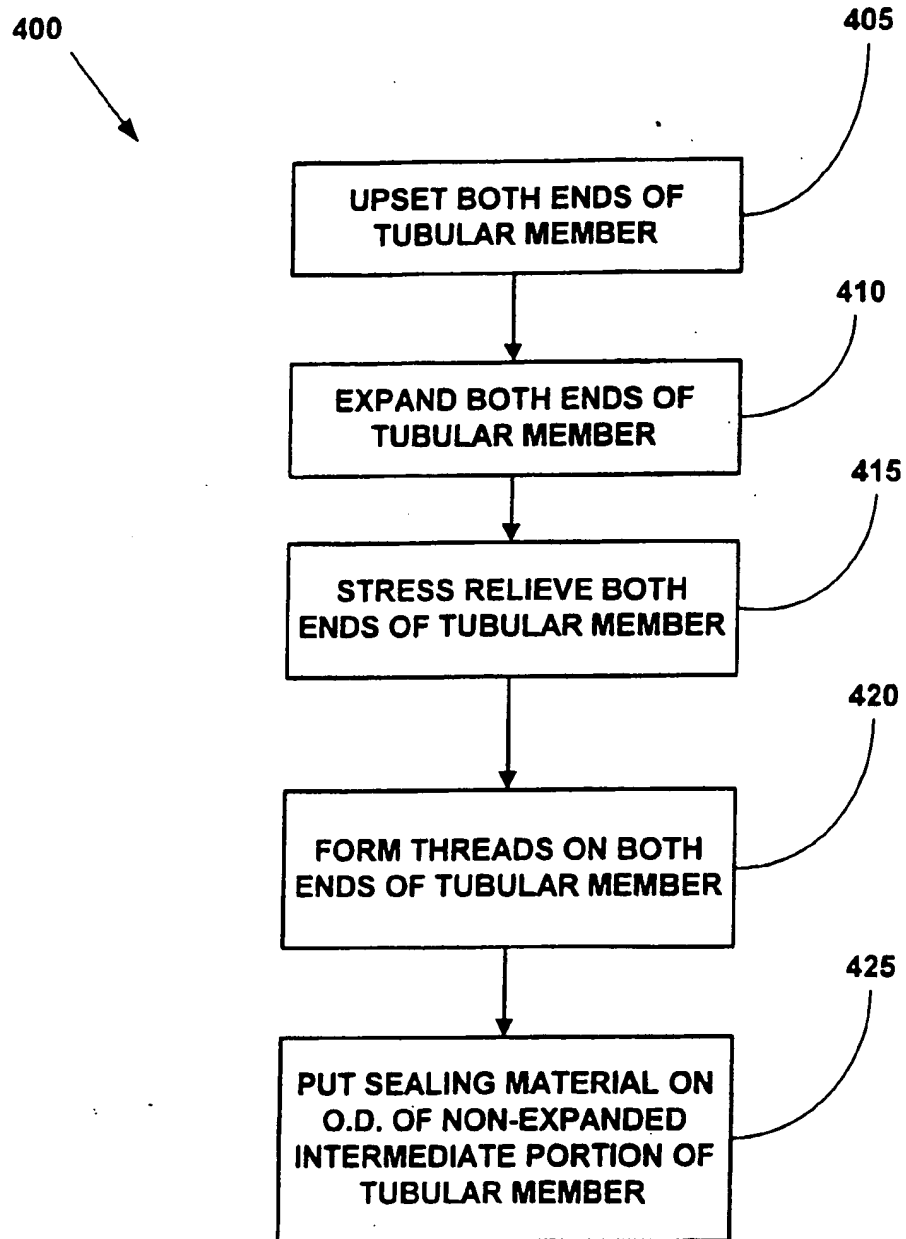 400
405
UPSET BOTH ENDS OF
TUBULAR MEMBER
410
EXPAND BOTH ENDS OF
TUBULAR MEMBER
415
STRESS RELIEVE BOTH
ENDS OF TUBULAR MEMBER
420
FORM THREADS ON BOTH
ENDS OF TUBULAR MEMBER
425
PUT SEALING MATERIAL ON
O.D. OF NON-EXPANDED
INTERMEDIATE PORTION OF
TUBULAR MEMBER